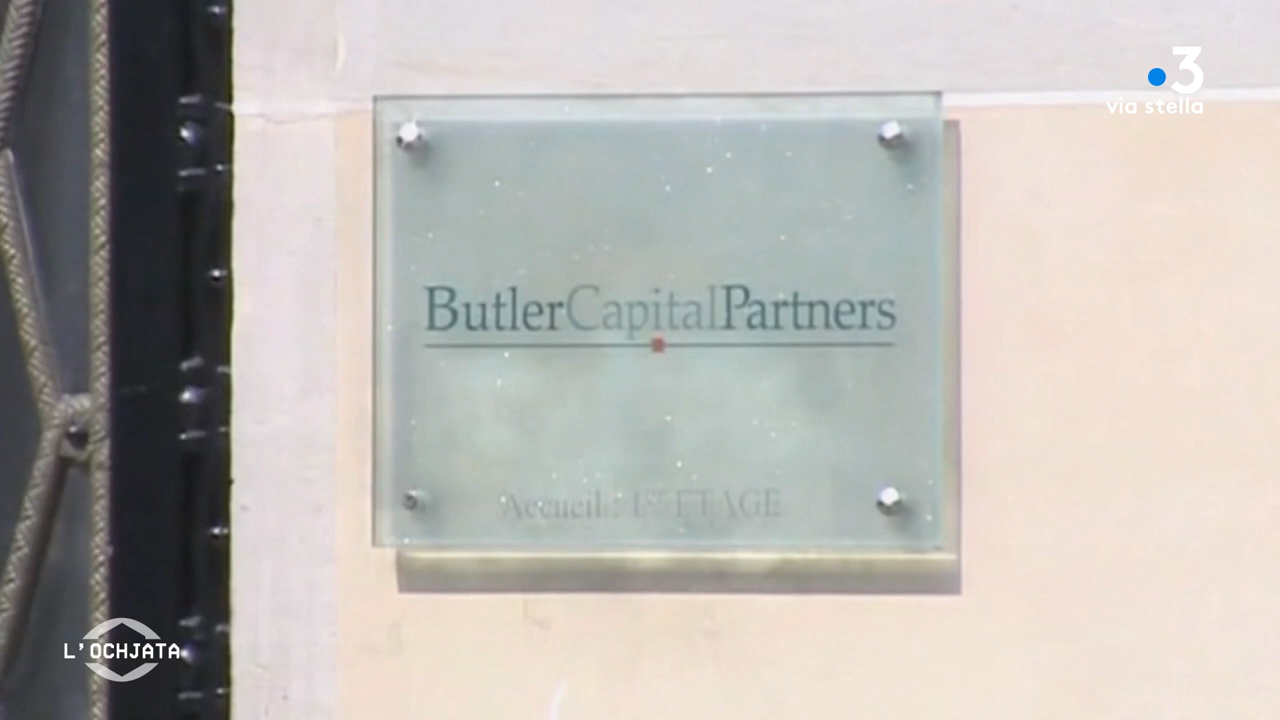 3
via stella
ButlerCapitalPartners
Accueil : 1er ETAGE
L'OCHJATA